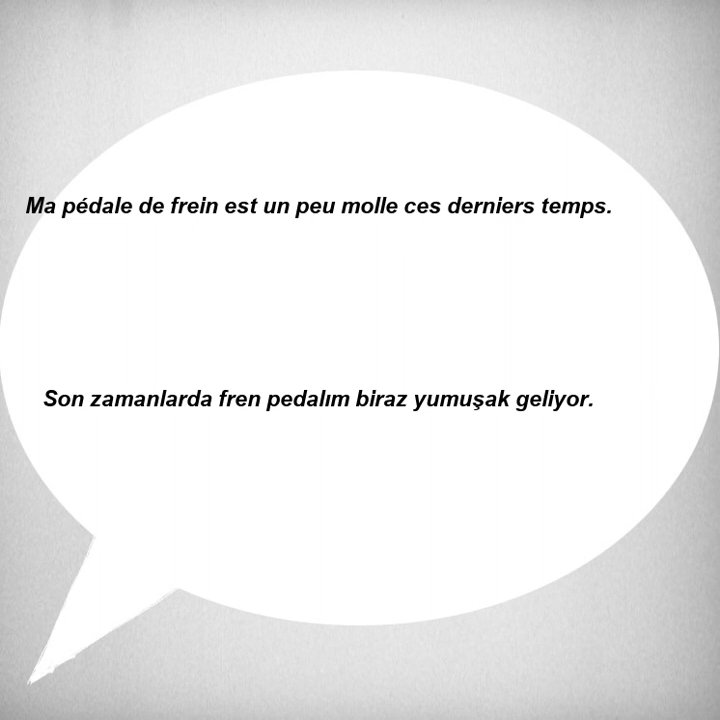 Ma pédale de frein est un peu molle ces derniers temps.
Son zamanlarda fren pedalım biraz yumuşak geliyor.